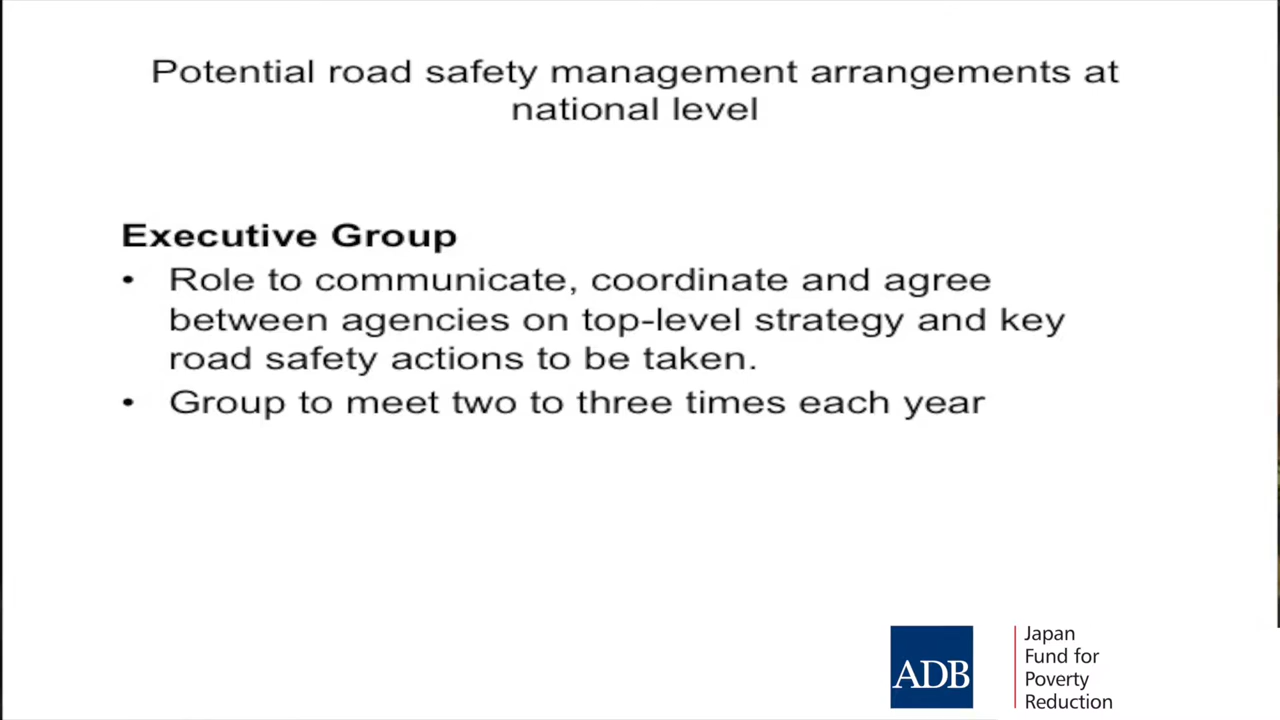 Potential road safety management arrangements at
national level
Executive Group
• Role to communicate, coordinate and agree
between agencies on top-level strategy and key
road safety actions to be taken.
• Group to meet two to three times each year
ADB
Japan
Fund for
Poverty
Reduction